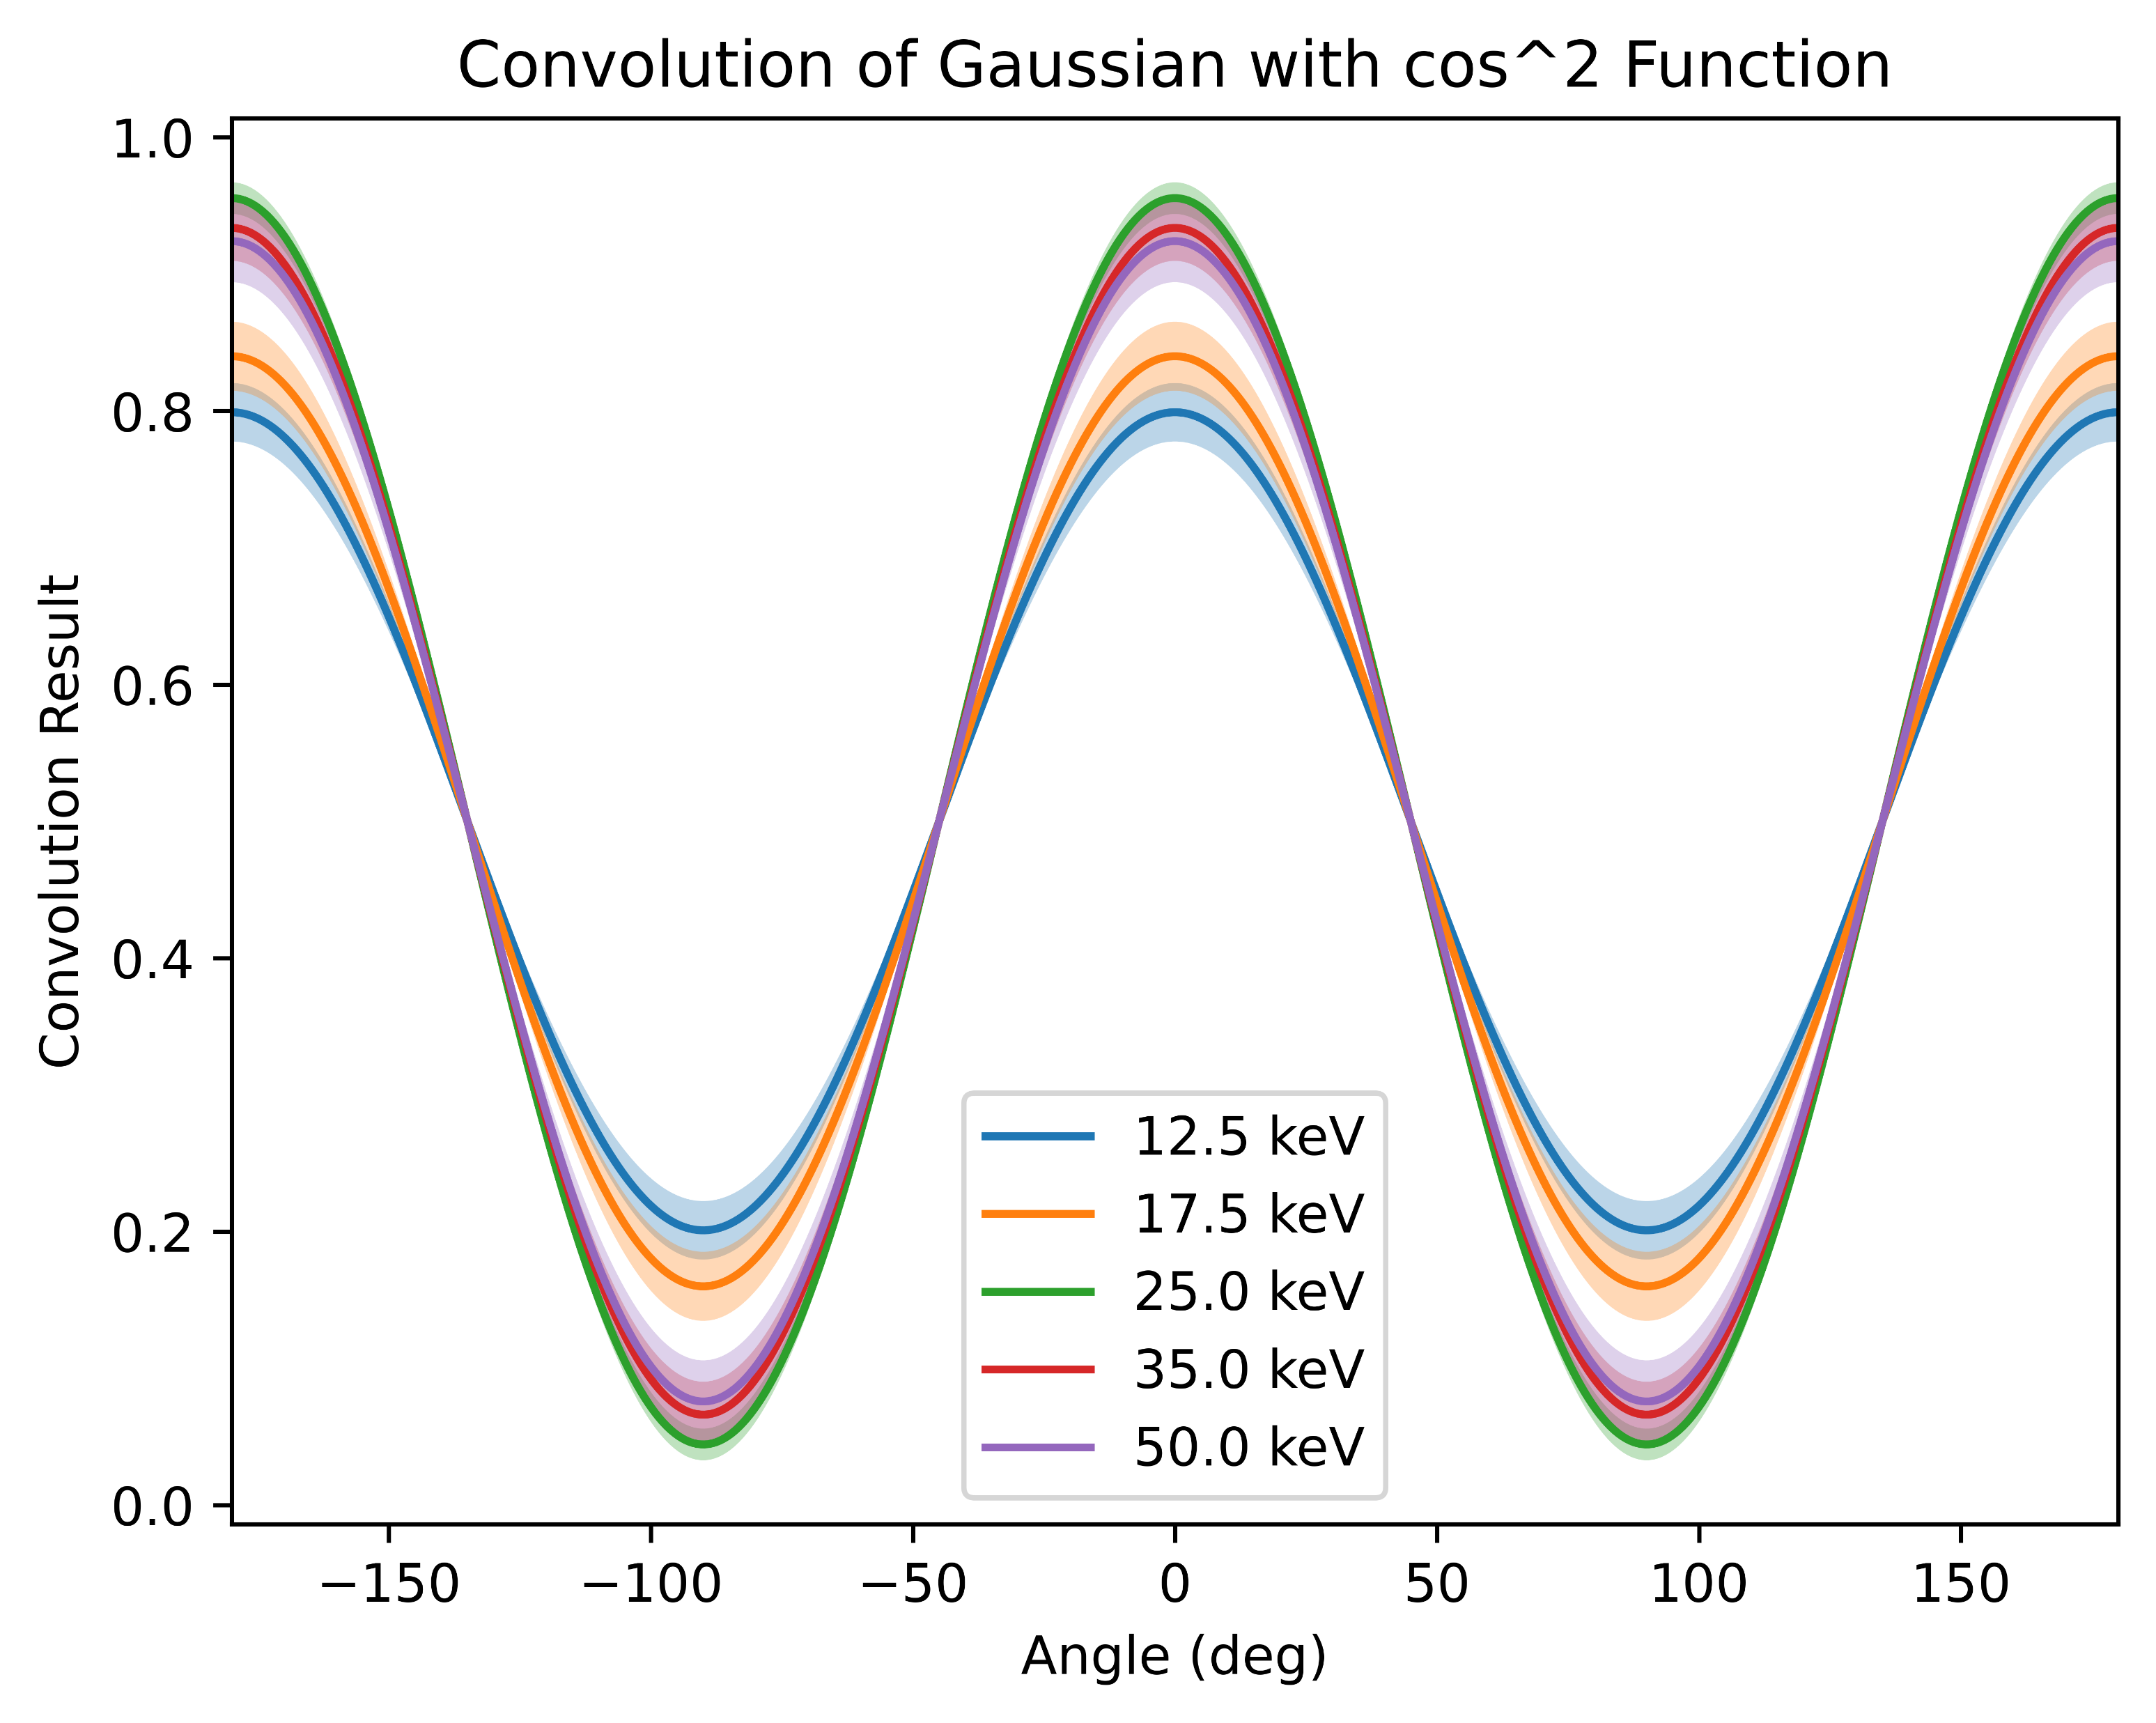 Convolution of Gaussian with cos^2 Function
1.0
0.8
0.6
0.4
0.2
0.0
Convolution Result
12.5 keV
17.5 keV
25.0 keV
35.0 keV
50.0 keV
−150 −100 −50 0 50 100 150
Angle (deg)